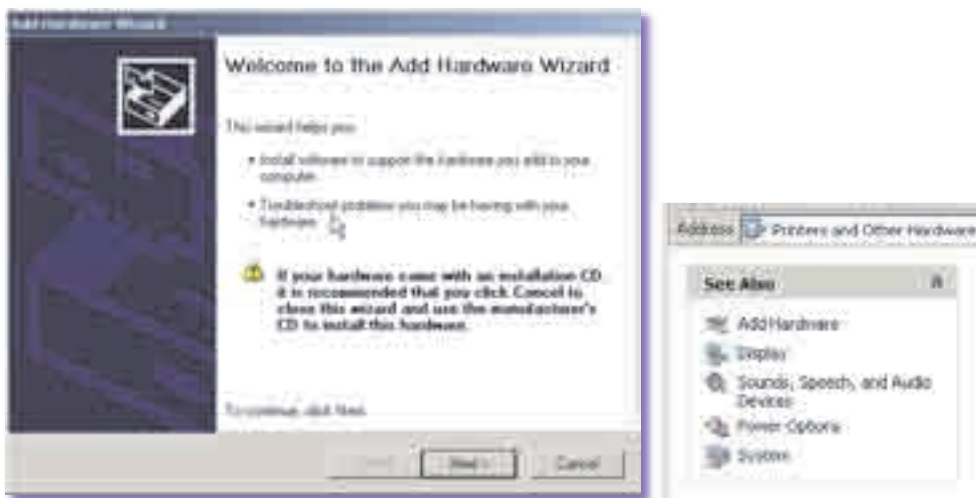 Add Hardware Wizard
Welcome to the Add Hardware Wizard
This wizard helps you:
• Install software to support the hardware you add to your
computer.
• Troubleshoot problems you may be having with your
hardware.
If your hardware came with an installation CD,
it is recommended that you click Cancel to
close this wizard and use the manufacturer's
CD to install this hardware.
To continue, click Next.
Next >
Cancel
Address Printers and Other Hardware
See Also
Add Hardware
Display
Sounds, Speech, and Audio
Devices
Power Options
System